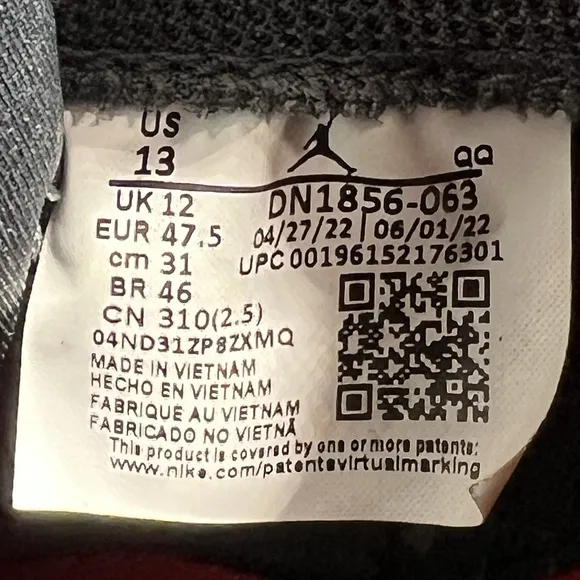 US
13 QQ
UK 12 DN1856-063
EUR 47.5 04/27/22 | 06/01/22
cm 31 UPC 00196152176301
BR 46
CN 310(2.5)
04ND31ZP8ZXMQ
MADE IN VIETNAM
HECHO EN VIETNAM
FABRIQUÉ AU VIETNAM
FABRICADO NO VIETNÃ
This product is covered by one or more patents:
www.nike.com/patentsvirtualmarking